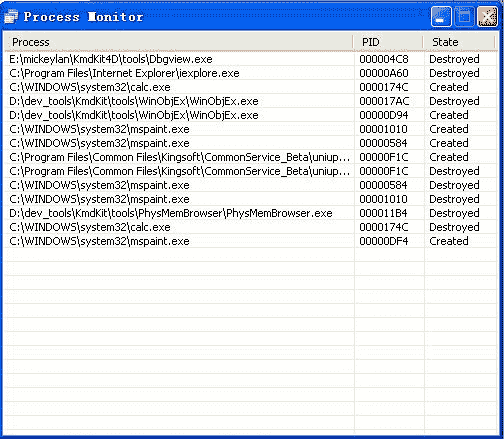 Process Monitor
Process PID State
E:\mickeylan\KmdKit4D\tools\Dbgview.exe 000004C8 Destroyed
C:\Program Files\Internet Explorer\iexplore.exe 00000A60 Destroyed
C:\WINDOWS\system32\calc.exe 0000174C Created
D:\dev_tools\KmdKit\tools\WinObjEx\WinObjEx.exe 000017AC Destroyed
D:\dev_tools\KmdKit\tools\WinObjEx\WinObjEx.exe 00000D94 Created
C:\WINDOWS\system32\mspaint.exe 00001010 Created
C:\WINDOWS\system32\mspaint.exe 00000584 Created
C:\Program Files\Common Files\Kingsoft\CommonService_Beta\uniup... 00000F1C Created
C:\Program Files\Common Files\Kingsoft\CommonService_Beta\uniup... 00000F1C Destroyed
C:\WINDOWS\system32\mspaint.exe 00000584 Destroyed
C:\WINDOWS\system32\mspaint.exe 00001010 Destroyed
D:\dev_tools\KmdKit\tools\PhysMemBrowser\PhysMemBrowser.exe 000011B4 Destroyed
C:\WINDOWS\system32\calc.exe 0000174C Destroyed
C:\WINDOWS\system32\mspaint.exe 00000DF4 Created